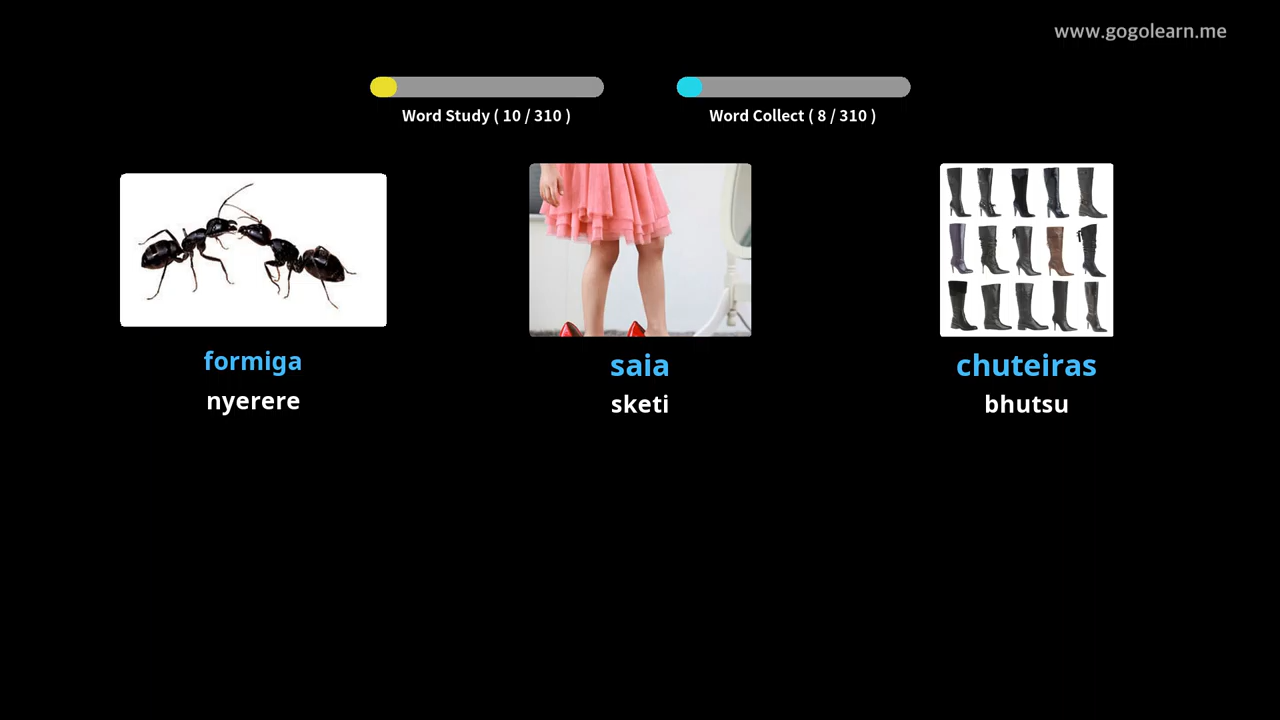 www.gogolearn.me
Word Study ( 10 / 310 )
Word Collect ( 8 / 310 )
formiga
nyerere
saia
sketi
chuteiras
bhutsu